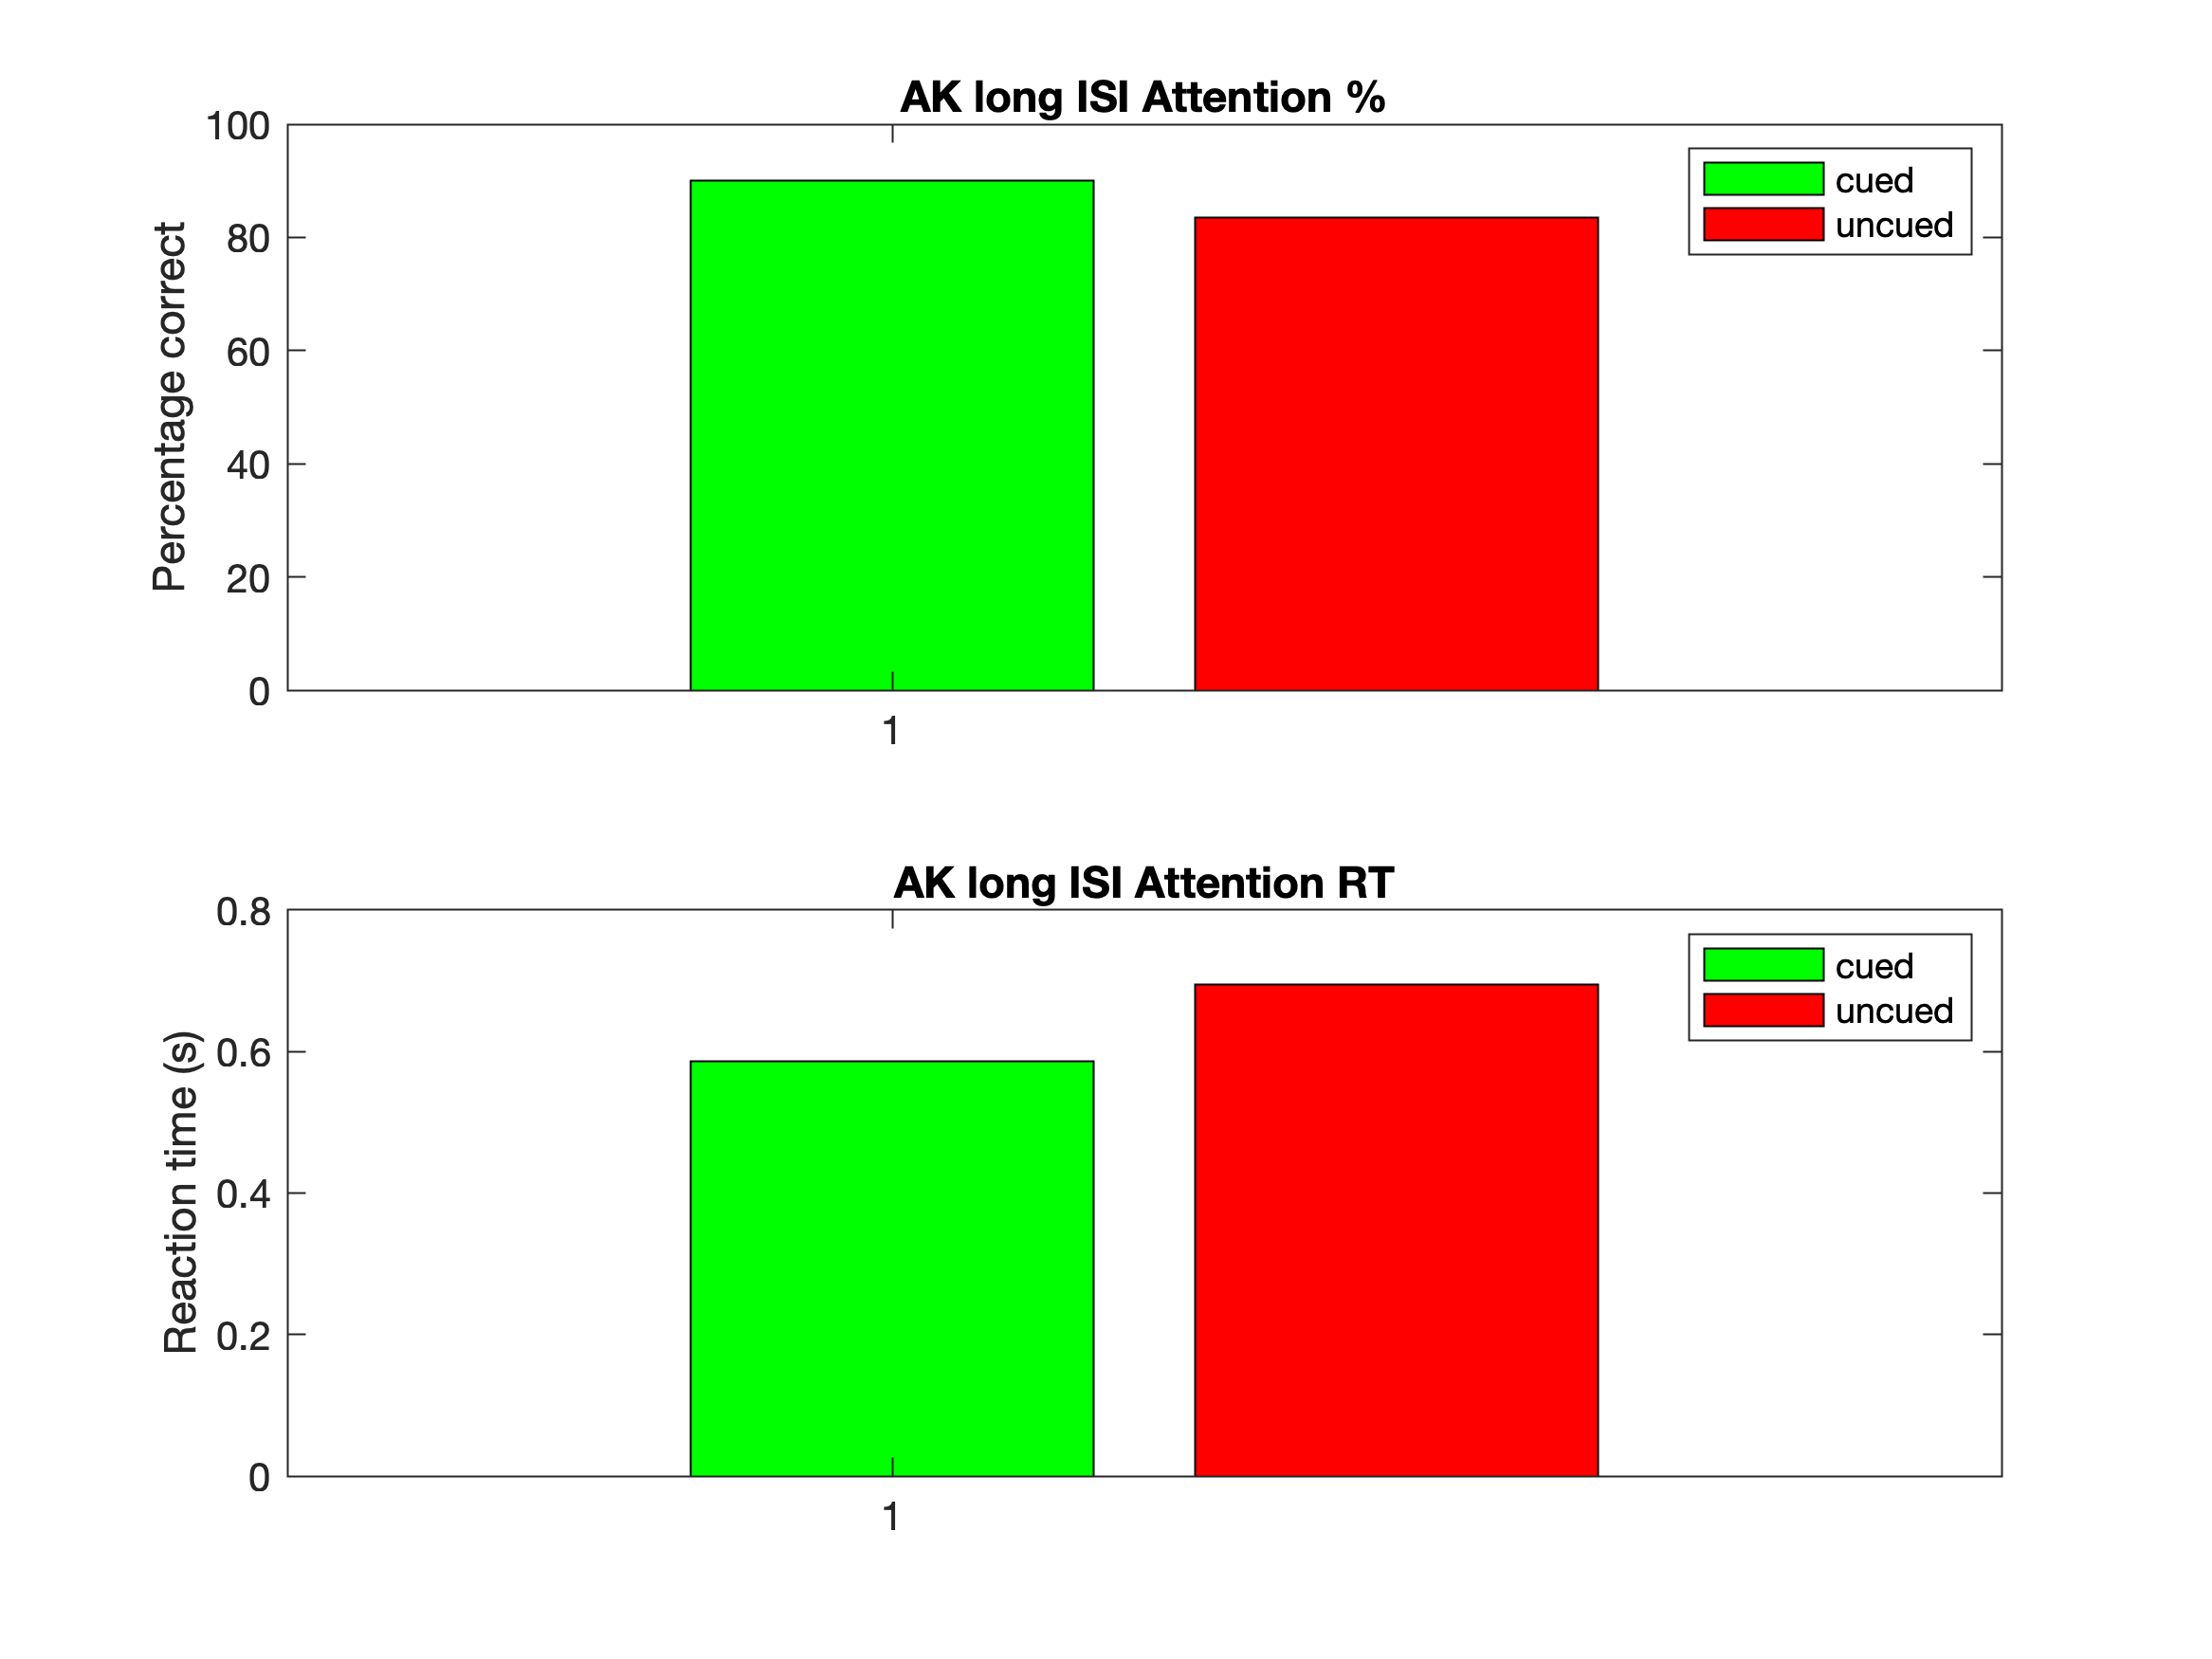 AK long ISI Attention %
100
80
60
40
20
0
Percentage correct
cued
uncued
1
AK long ISI Attention RT
0.8
0.6
0.4
0.2
0
Reaction time (s)
cued
uncued
1